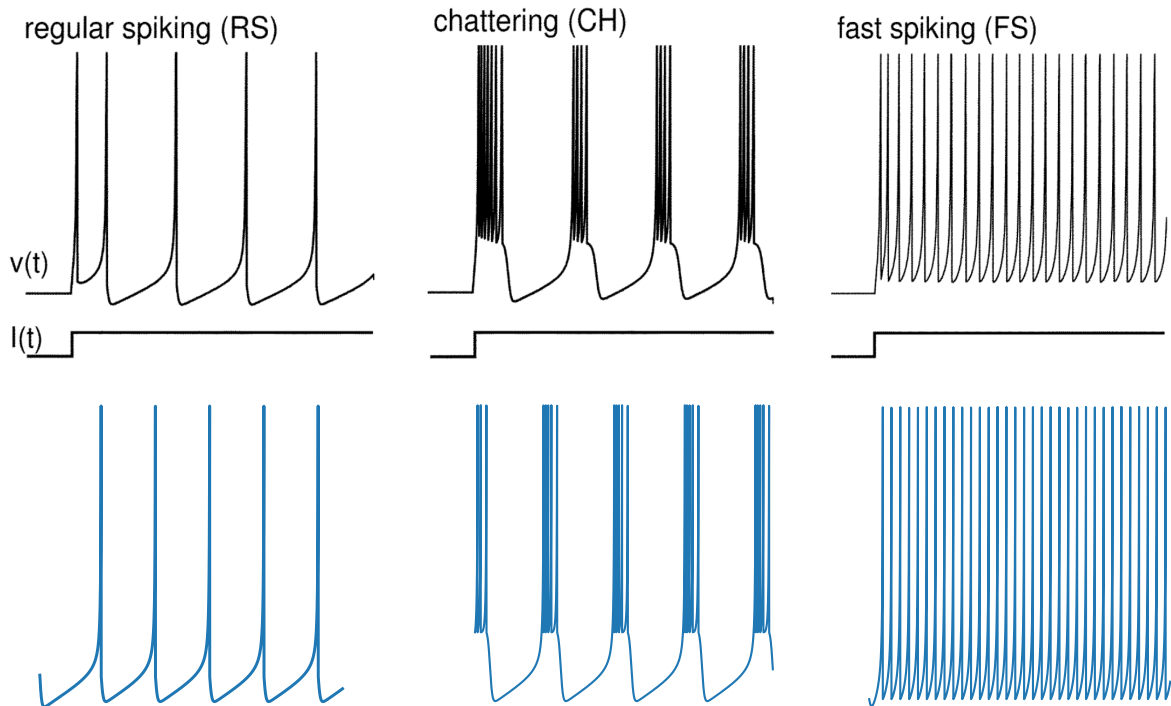 regular spiking (RS)
chattering (CH)
fast spiking (FS)
v(t)
I(t)